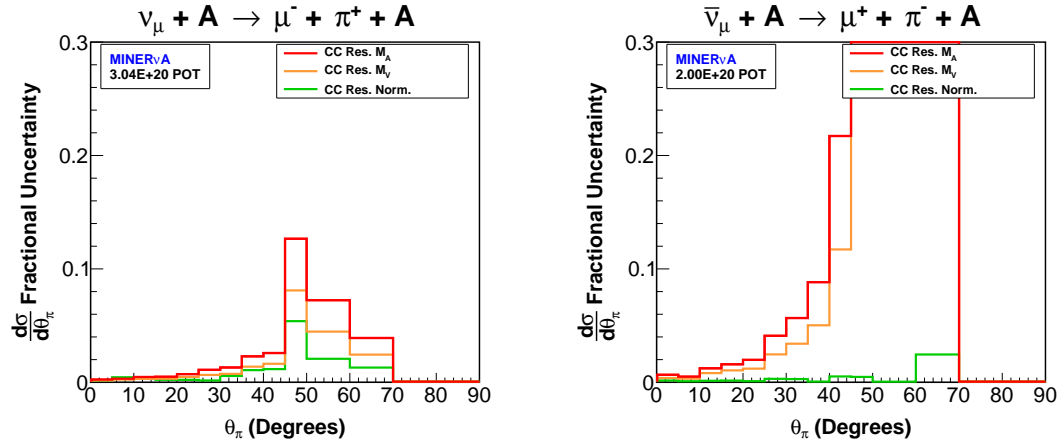 νμ + A → μ- + π+ + A
0.3
MINERνA
3.04E+20 POT
CC Res. MA
CC Res. MV
CC Res. Norm.
0.2
0.1
0
dσ/dθπ Fractional Uncertainty
0 10 20 30 40 50 60 70 80 90
θπ (Degrees)
ν̄μ + A → μ+ + π- + A
0.3
MINERνA
2.00E+20 POT
CC Res. MA
CC Res. MV
CC Res. Norm.
0.2
0.1
0
dσ/dθπ Fractional Uncertainty
0 10 20 30 40 50 60 70 80 90
θπ (Degrees)